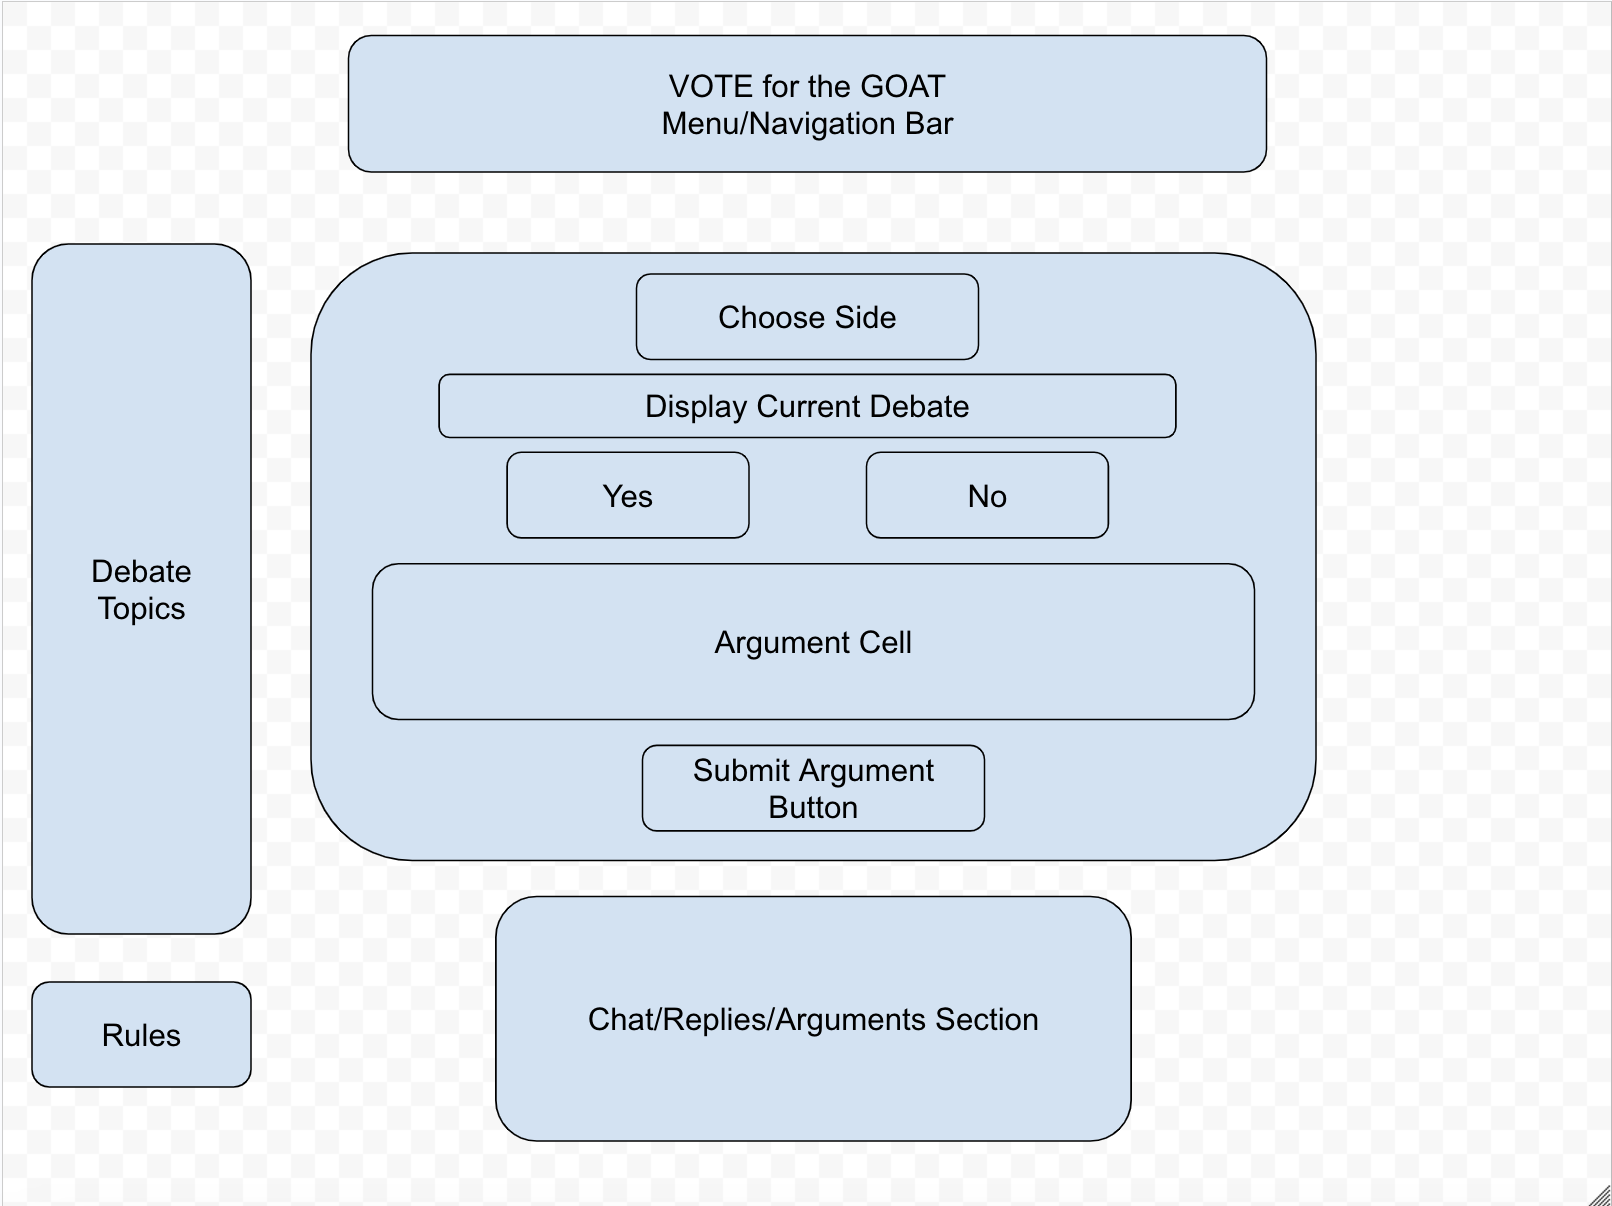 VOTE for the GOAT
Menu/Navigation Bar
Choose Side
Display Current Debate
Yes
No
Debate
Topics
Argument Cell
Submit Argument
Button
Rules
Chat/Replies/Arguments Section